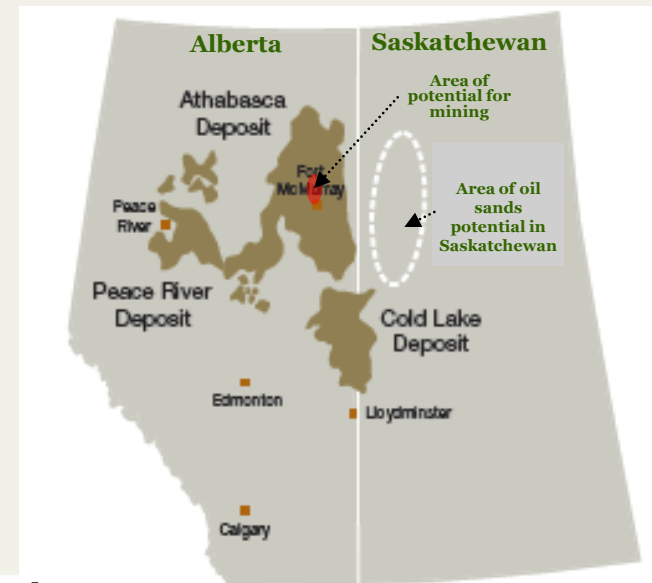 Alberta
Saskatchewan
Area of
potential for
mining
Athabasca
Deposit
Fort
McMurray
Area of oil
sands
potential in
Saskatchewan
Peace
River
Peace River
Deposit
Cold Lake
Deposit
Edmonton
Lloydminster
Calgary